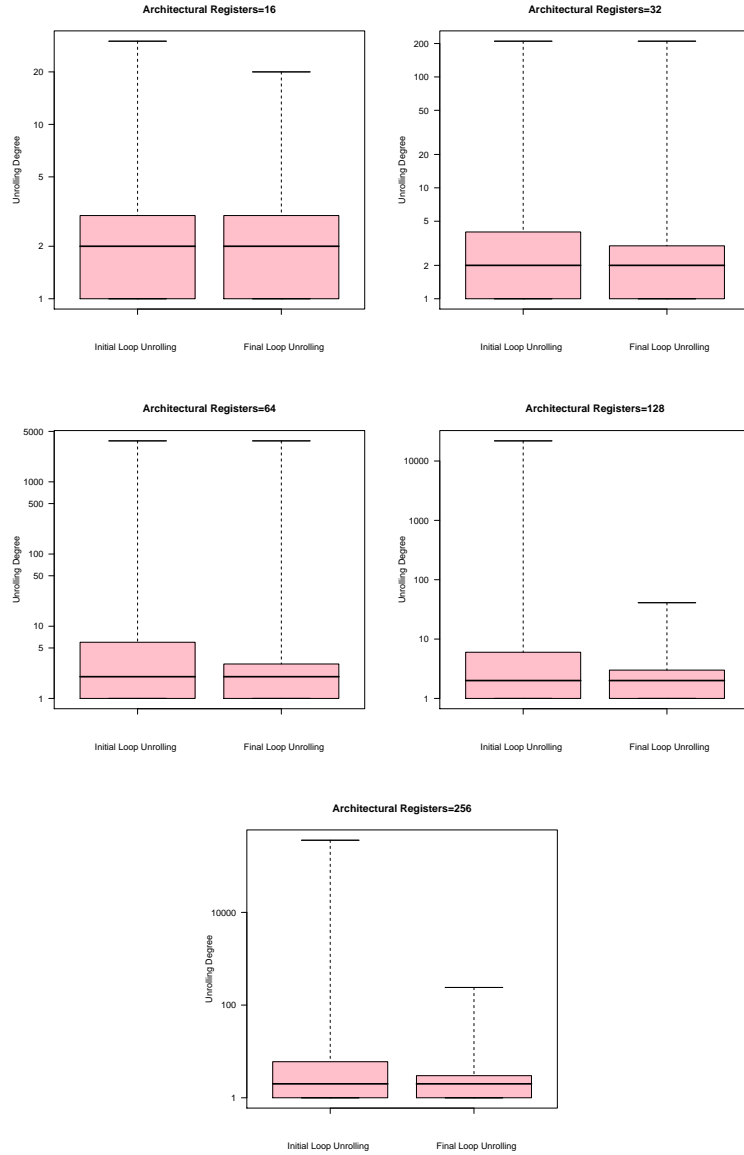 Architectural Registers=16
Unrolling Degree
20
10
5
2
1
Initial Loop Unrolling
Final Loop Unrolling
Architectural Registers=32
Unrolling Degree
200
100
50
20
10
5
2
1
Initial Loop Unrolling
Final Loop Unrolling
Architectural Registers=64
Unrolling Degree
5000
1000
500
100
50
10
5
1
Initial Loop Unrolling
Final Loop Unrolling
Architectural Registers=128
Unrolling Degree
10000
1000
100
10
1
Initial Loop Unrolling
Final Loop Unrolling
Architectural Registers=256
Unrolling Degree
10000
100
1
Initial Loop Unrolling
Final Loop Unrolling